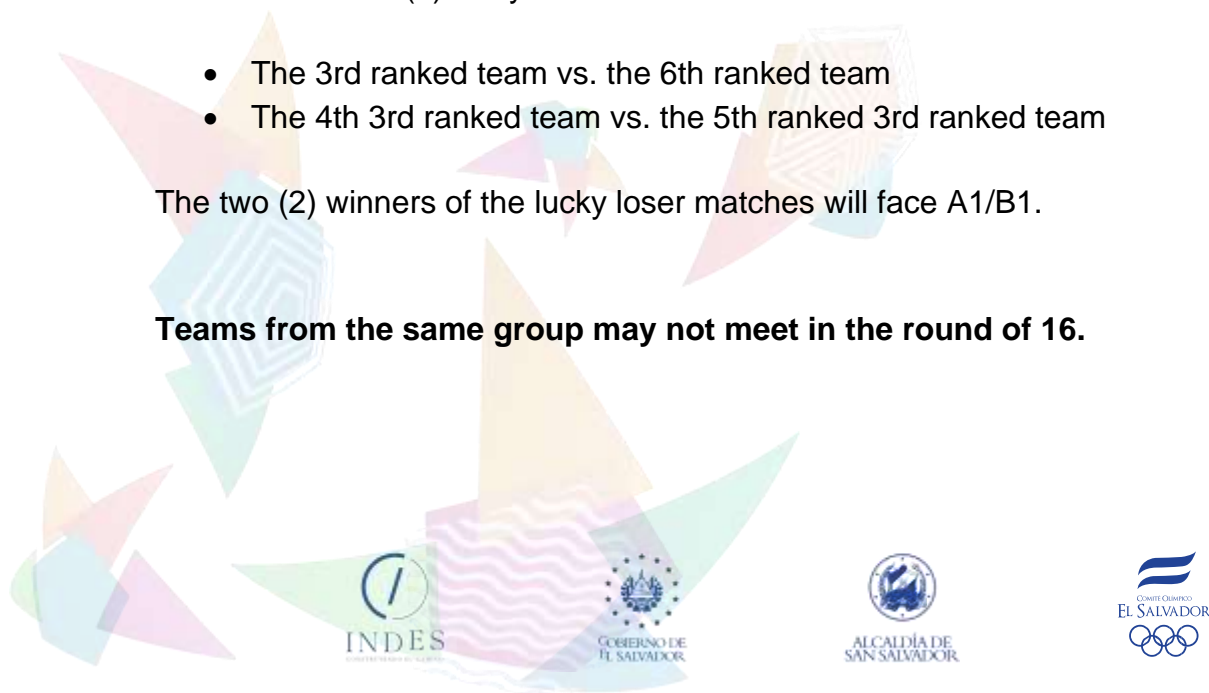 • The 3rd ranked team vs. the 6th ranked team
• The 4th 3rd ranked team vs. the 5th ranked 3rd ranked team
The two (2) winners of the lucky loser matches will face A1/B1.
Teams from the same group may not meet in the round of 16.
INDES
GOBIERNO DE
EL SALVADOR
ALCALDÍA DE
SAN SALVADOR
COMITÉ OLÍMPICO
EL SALVADOR